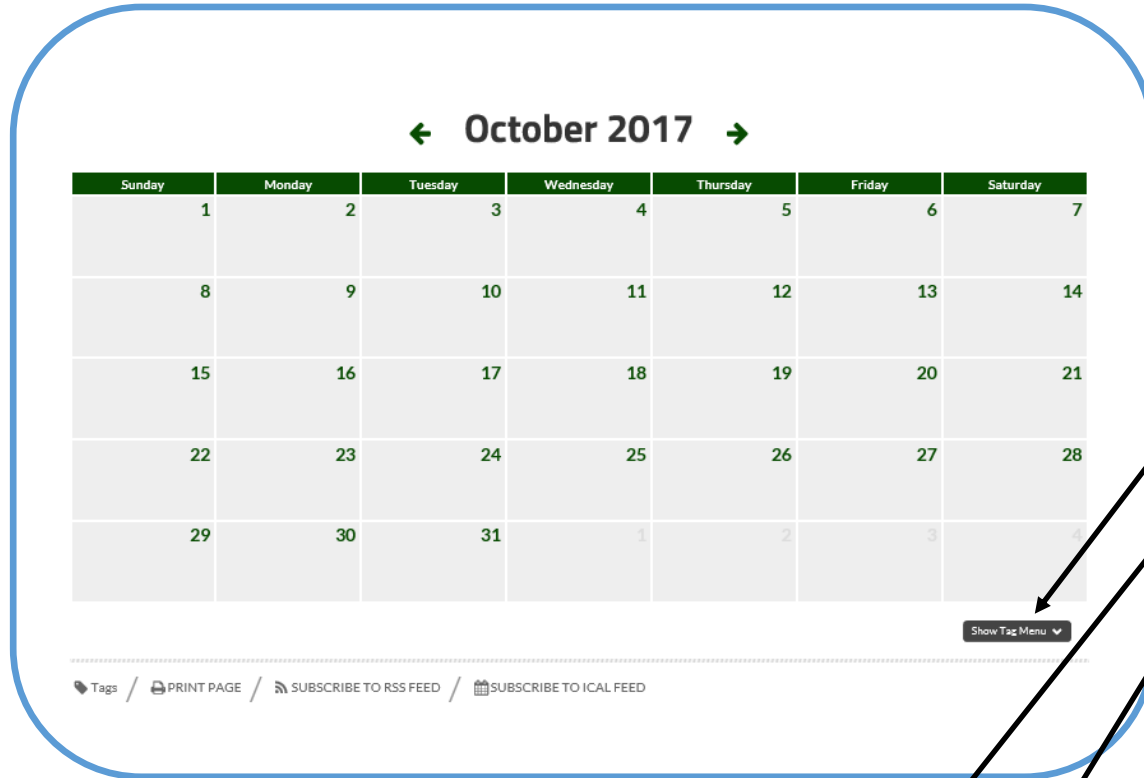 October 2017
Sunday Monday Tuesday Wednesday Thursday Friday Saturday
1 2 3 4 5 6 7
8 9 10 11 12 13 14
15 16 17 18 19 20 21
22 23 24 25 26 27 28
29 30 31 1 2 3 4
Show Tag Menu
Tags / PRINT PAGE / SUBSCRIBE TO RSS FEED / SUBSCRIBE TO ICAL FEED